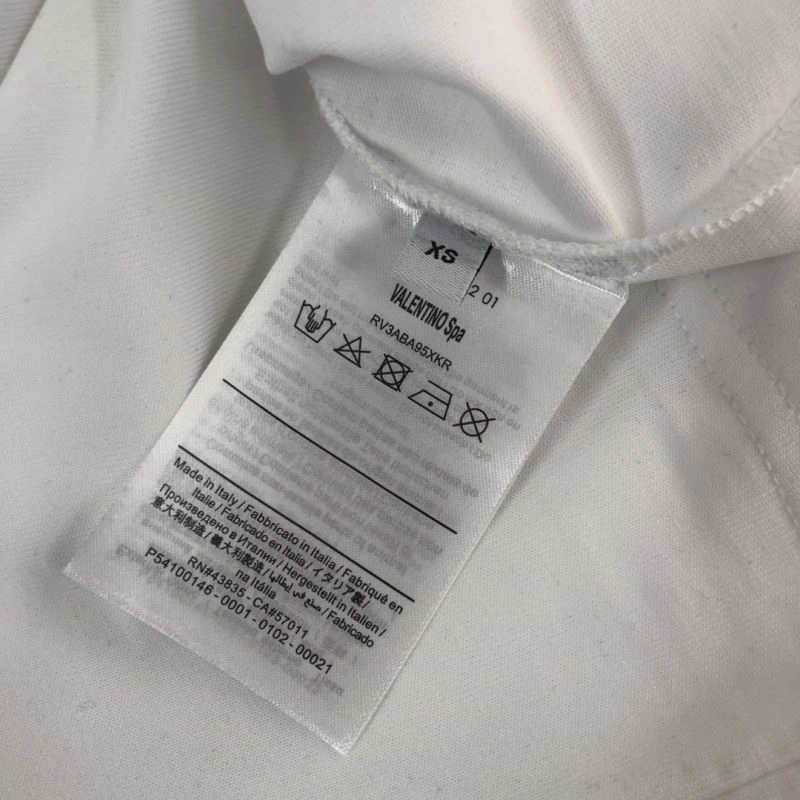 XS
2 01
VALENTINO Spa
RV3ABA95XKR
Made in Italy / Fabbricato in Italia / Fabriqué en
Italie / Fabricado en Italia / イタリア製 /
Произведено в Италии / Hergestellt in Italien /
意大利制造 / 義大利製造 / صنع في إيطاليا / Fabricado
na Itália
RN#43835 - CA#57011
P54100146 - 0001 - 0102 - 00021